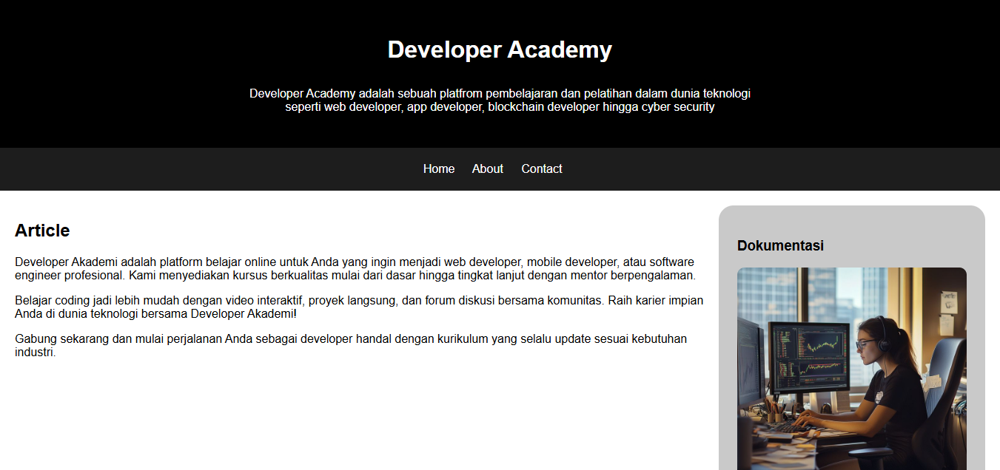 Developer Academy
Developer Academy adalah sebuah platfrom pembelajaran dan pelatihan dalam dunia teknologi
seperti web developer, app developer, blockchain developer hingga cyber security
Home About Contact
Article
Developer Akademi adalah platform belajar online untuk Anda yang ingin menjadi web developer, mobile developer, atau software
engineer profesional. Kami menyediakan kursus berkualitas mulai dari dasar hingga tingkat lanjut dengan mentor berpengalaman.
Belajar coding jadi lebih mudah dengan video interaktif, proyek langsung, dan forum diskusi bersama komunitas. Raih karier impian
Anda di dunia teknologi bersama Developer Akademi!
Gabung sekarang dan mulai perjalanan Anda sebagai developer handal dengan kurikulum yang selalu update sesuai kebutuhan
industri.
Dokumentasi